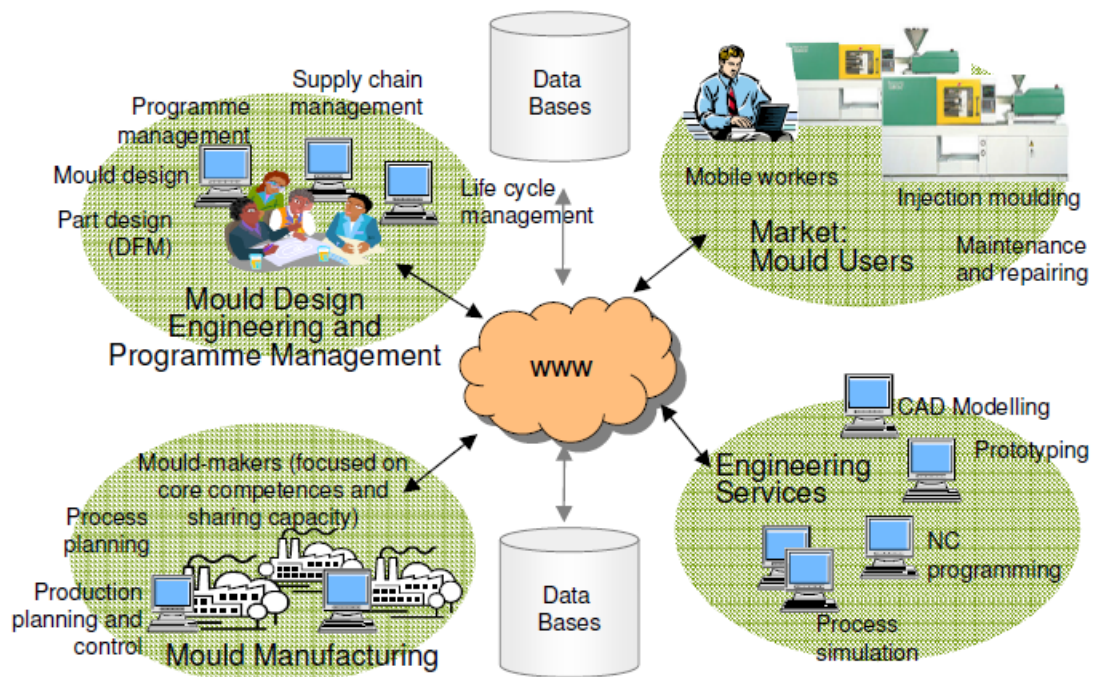 Supply chain
management
Programme
management
Mould design
Part design
(DFM)
Life cycle
management
Mould Design
Engineering and
Programme Management
Data
Bases
Mobile workers
Injection moulding
Market:
Mould Users
Maintenance
and repairing
www
Mould-makers (focused on
core competences and
sharing capacity)
Process
planning
Production
planning and
control
Mould Manufacturing
Data
Bases
CAD Modelling
Prototyping
Engineering
Services
NC
programming
Process
simulation